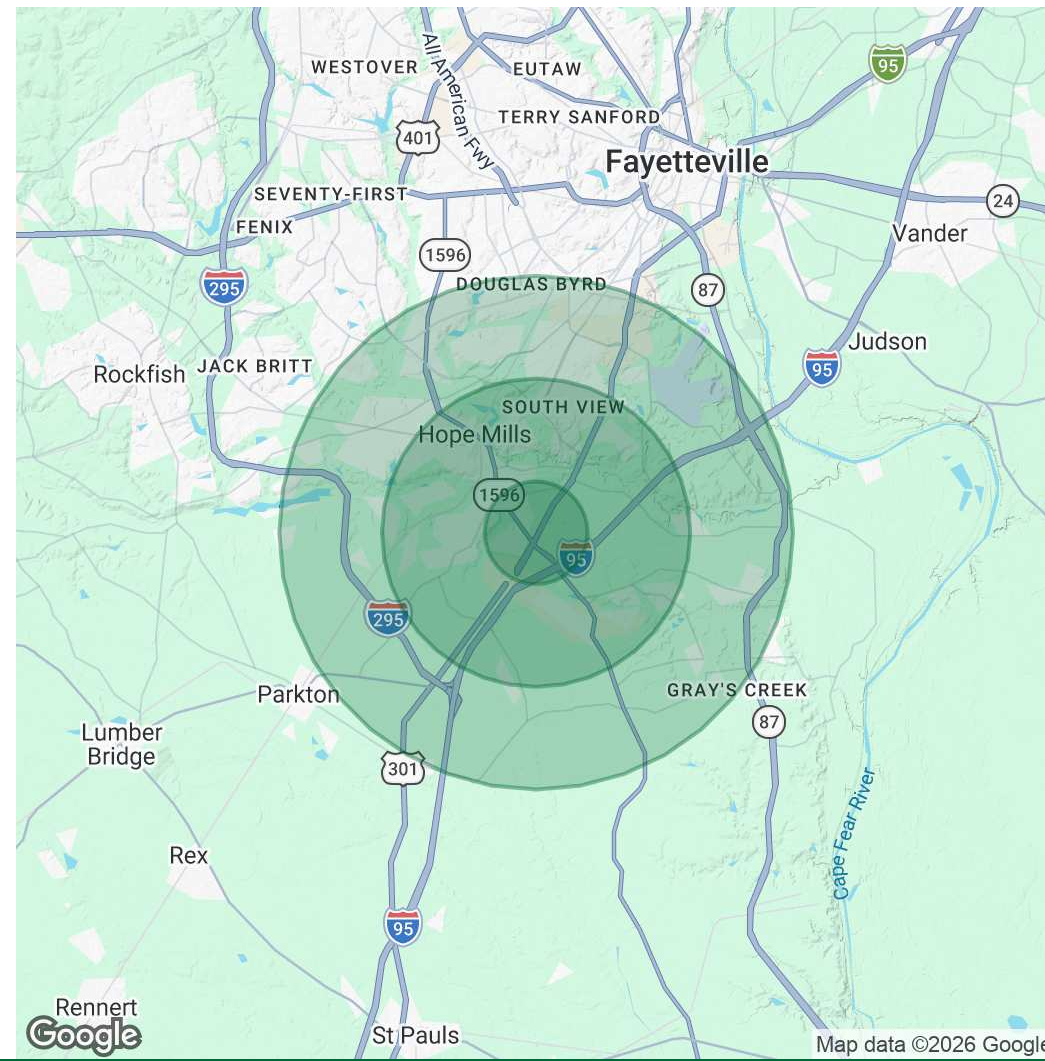 WESTOVER
All American Fwy
EUTAW
95
TERRY SANFORD
401
Fayetteville
SEVENTY-FIRST
24
FENIX
Vander
1596
295
DOUGLAS BYRD
87
Judson
JACK BRITT
95
Rockfish
SOUTH VIEW
Hope Mills
1596
95
295
GRAY'S CREEK
Parkton
87
Lumber
Bridge
301
Cape Fear River
Rex
95
Rennert
St Pauls
Google
Map data ©2026 Google